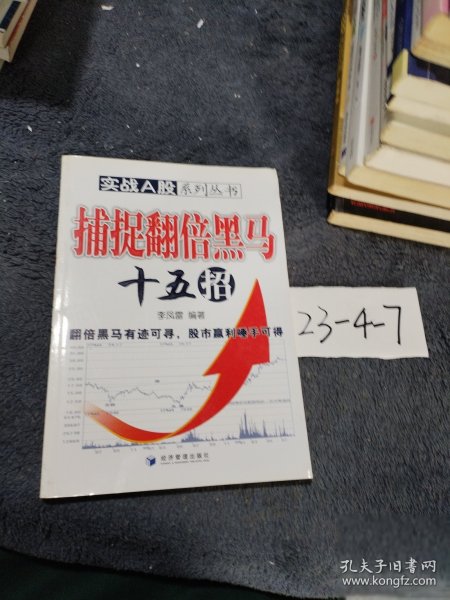 实战A股系列丛书
捕捉翻倍黑马
十五招
李凤雷 编著
翻倍黑马有迹可寻，股市赢利唾手可得
经济管理出版社
23-4-7
孔夫子旧书网
www.kongfz.com